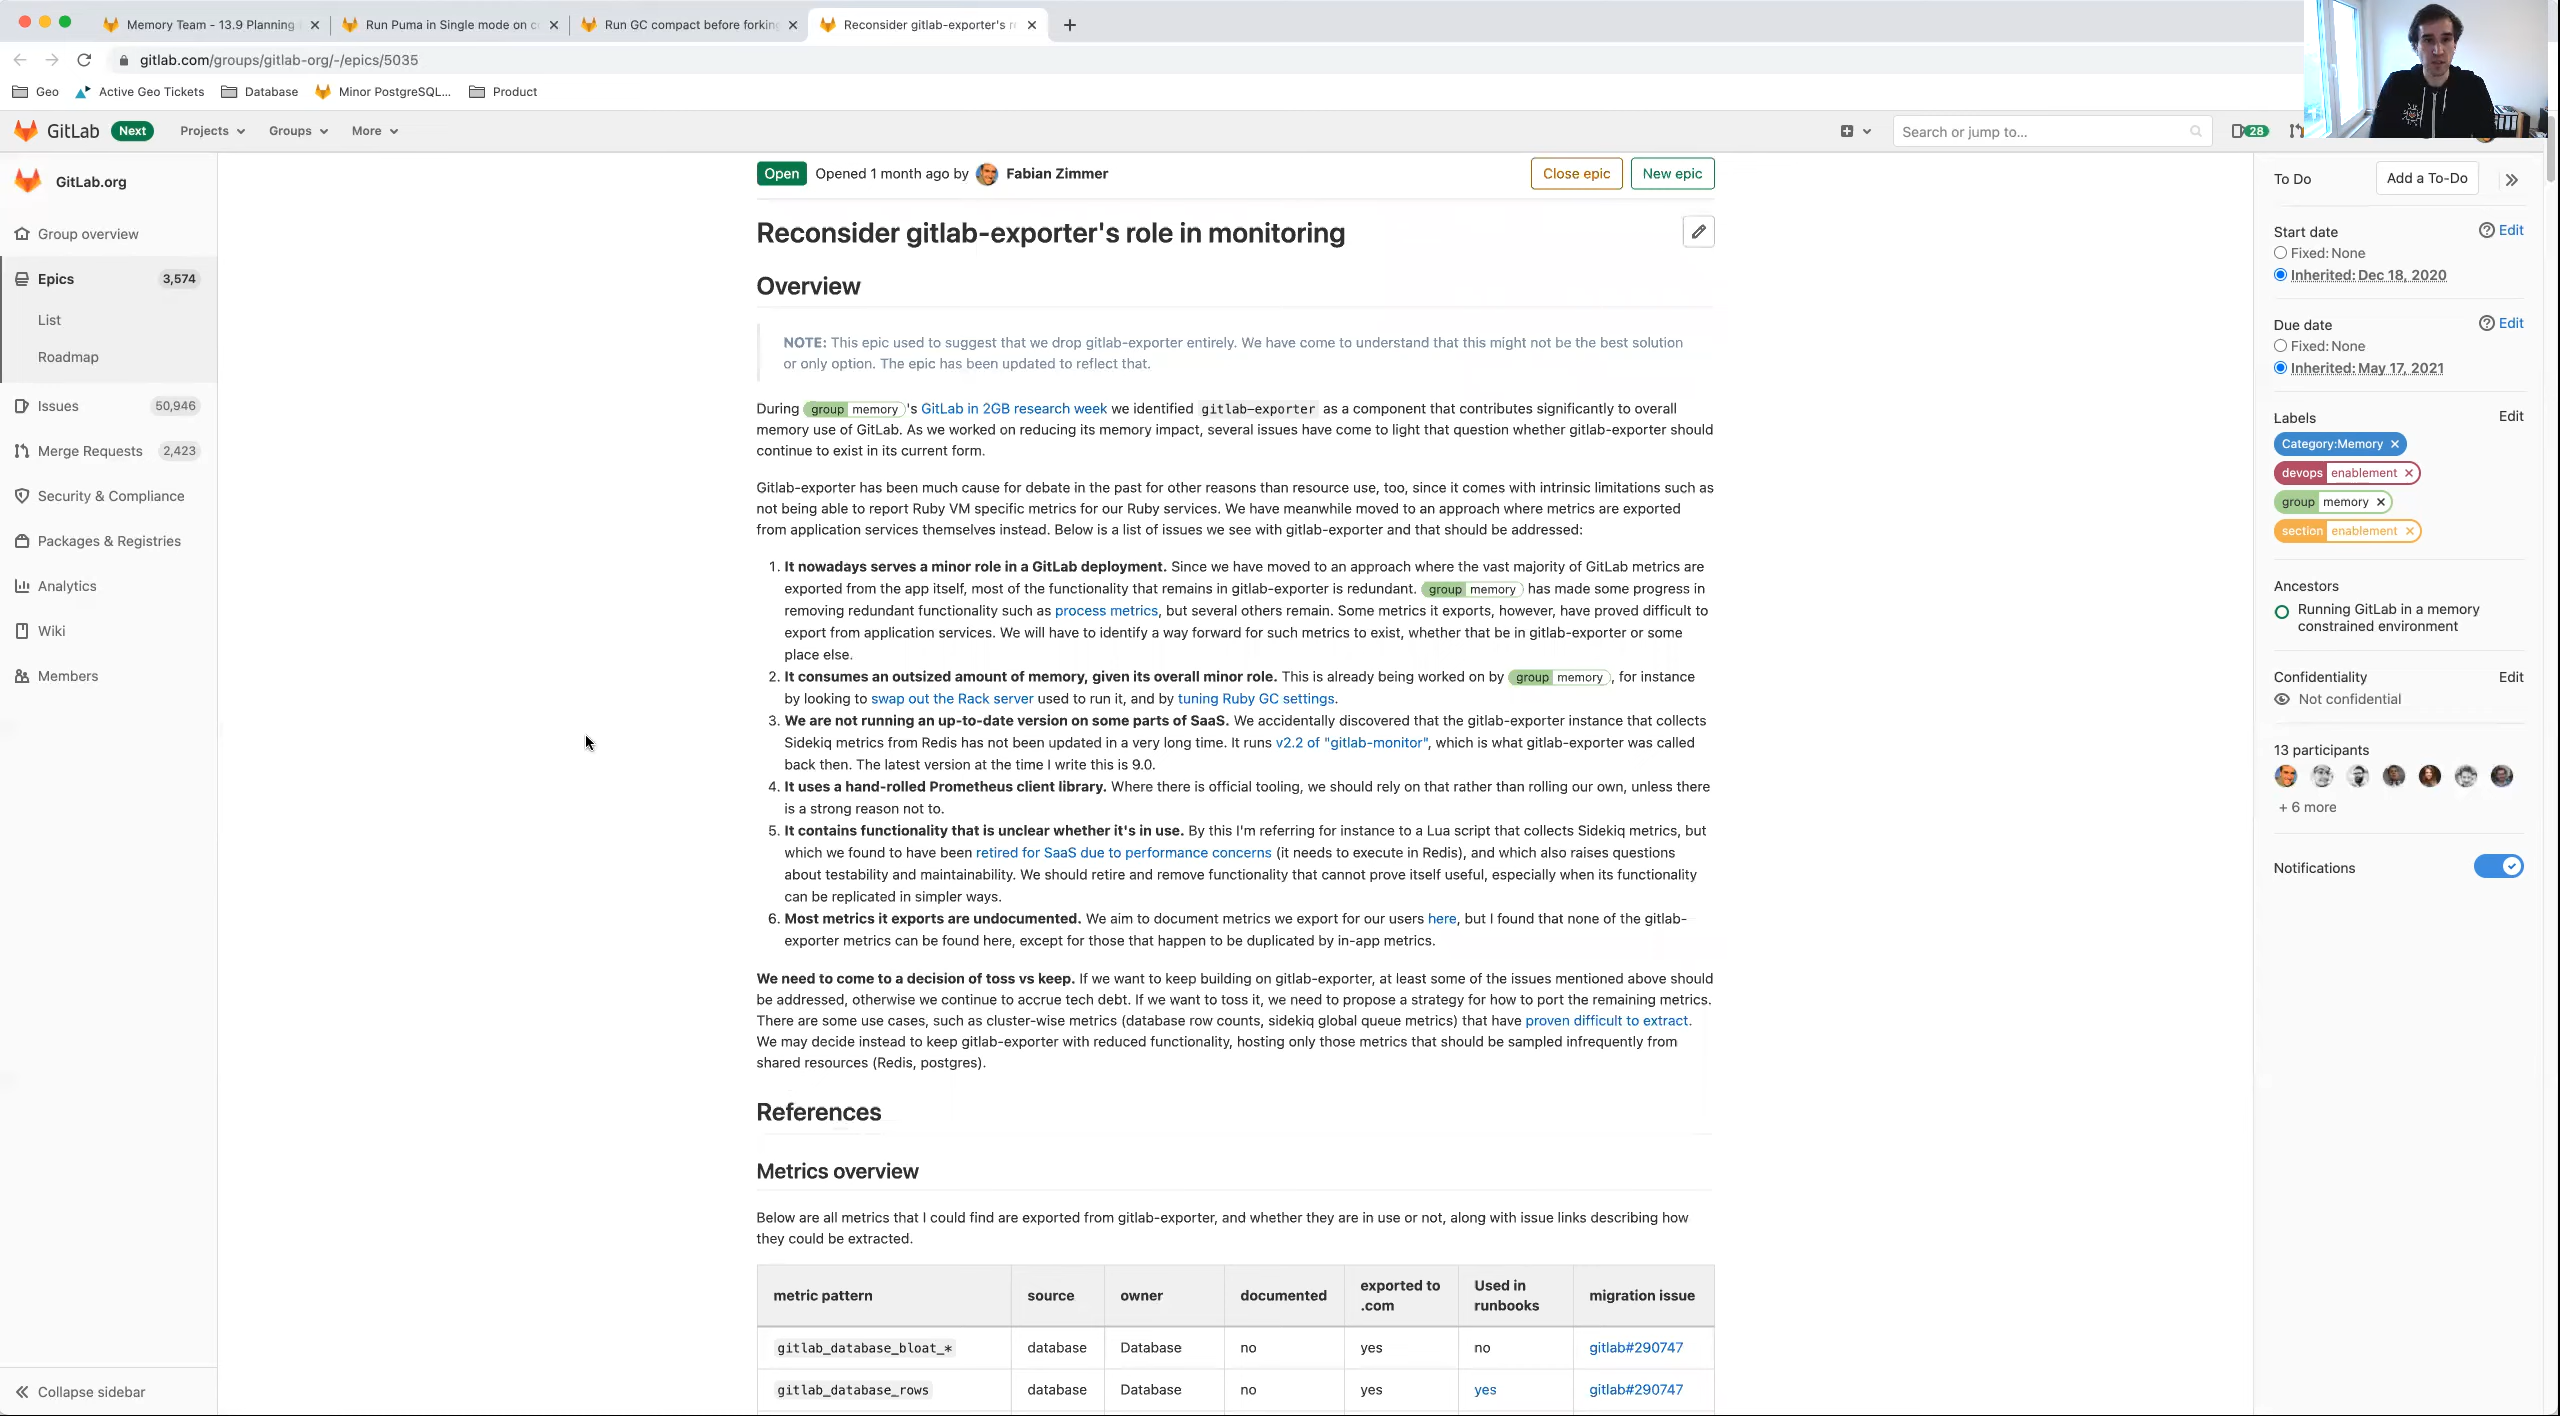 Memory Team - 13.9 Planning
Run Puma in Single mode on c
Run GC compact before forking
Reconsider gitlab-exporter's r
gitlab.com/groups/gitlab-org/-/epics/5035
Geo
Active Geo Tickets
Database
Minor PostgreSQL...
Product
GitLab Next
Projects
Groups
More
Search or jump to...
28
GitLab.org
Group overview
Epics 3,574
List
Roadmap
Issues 50,946
Merge Requests 2,423
Security & Compliance
Packages & Registries
Analytics
Wiki
Members
Collapse sidebar
Open Opened 1 month ago by Fabian Zimmer
Close epic New epic
Reconsider gitlab-exporter's role in monitoring
Overview
NOTE: This epic used to suggest that we drop gitlab-exporter entirely. We have come to understand that this might not be the best solution
or only option. The epic has been updated to reflect that.
During group memory 's GitLab in 2GB research week we identified gitlab-exporter as a component that contributes significantly to overall
memory use of GitLab. As we worked on reducing its memory impact, several issues have come to light that question whether gitlab-exporter should
continue to exist in its current form.
Gitlab-exporter has been much cause for debate in the past for other reasons than resource use, too, since it comes with intrinsic limitations such as
not being able to report Ruby VM specific metrics for our Ruby services. We have meanwhile moved to an approach where metrics are exported
from application services themselves instead. Below is a list of issues we see with gitlab-exporter and that should be addressed:
1. It nowadays serves a minor role in a GitLab deployment. Since we have moved to an approach where the vast majority of GitLab metrics are
exported from the app itself, most of the functionality that remains in gitlab-exporter is redundant. group memory has made some progress in
removing redundant functionality such as process metrics, but several others remain. Some metrics it exports, however, have proved difficult to
export from application services. We will have to identify a way forward for such metrics to exist, whether that be in gitlab-exporter or some
place else.
2. It consumes an outsized amount of memory, given its overall minor role. This is already being worked on by group memory , for instance
by looking to swap out the Rack server used to run it, and by tuning Ruby GC settings.
3. We are not running an up-to-date version on some parts of SaaS. We accidentally discovered that the gitlab-exporter instance that collects
Sidekiq metrics from Redis has not been updated in a very long time. It runs v2.2 of "gitlab-monitor", which is what gitlab-exporter was called
back then. The latest version at the time I write this is 9.0.
4. It uses a hand-rolled Prometheus client library. Where there is official tooling, we should rely on that rather than rolling our own, unless there
is a strong reason not to.
5. It contains functionality that is unclear whether it's in use. By this I'm referring for instance to a Lua script that collects Sidekiq metrics, but
which we found to have been retired for SaaS due to performance concerns (it needs to execute in Redis), and which also raises questions
about testability and maintainability. We should retire and remove functionality that cannot prove itself useful, especially when its functionality
can be replicated in simpler ways.
6. Most metrics it exports are undocumented. We aim to document metrics we export for our users here, but I found that none of the gitlab-
exporter metrics can be found here, except for those that happen to be duplicated by in-app metrics.
We need to come to a decision of toss vs keep. If we want to keep building on gitlab-exporter, at least some of the issues mentioned above should
be addressed, otherwise we continue to accrue tech debt. If we want to toss it, we need to propose a strategy for how to port the remaining metrics.
There are some use cases, such as cluster-wise metrics (database row counts, sidekiq global queue metrics) that have proven difficult to extract.
We may decide instead to keep gitlab-exporter with reduced functionality, hosting only those metrics that should be sampled infrequently from
shared resources (Redis, postgres).
References
Metrics overview
Below are all metrics that I could find are exported from gitlab-exporter, and whether they are in use or not, along with issue links describing how
they could be extracted.
metric pattern source owner documented exported to .com Used in runbooks migration issue
gitlab_database_bloat_* database Database no yes no gitlab#290747
gitlab_database_rows database Database no yes yes gitlab#290747
To Do Add a To-Do
Start date Edit
Fixed: None
Inherited: Dec 18, 2020
Due date Edit
Fixed: None
Inherited: May 17, 2021
Labels Edit
Category:Memory
devops enablement
group memory
section enablement
Ancestors
Running GitLab in a memory
constrained environment
Confidentiality Edit
Not confidential
13 participants
+ 6 more
Notifications